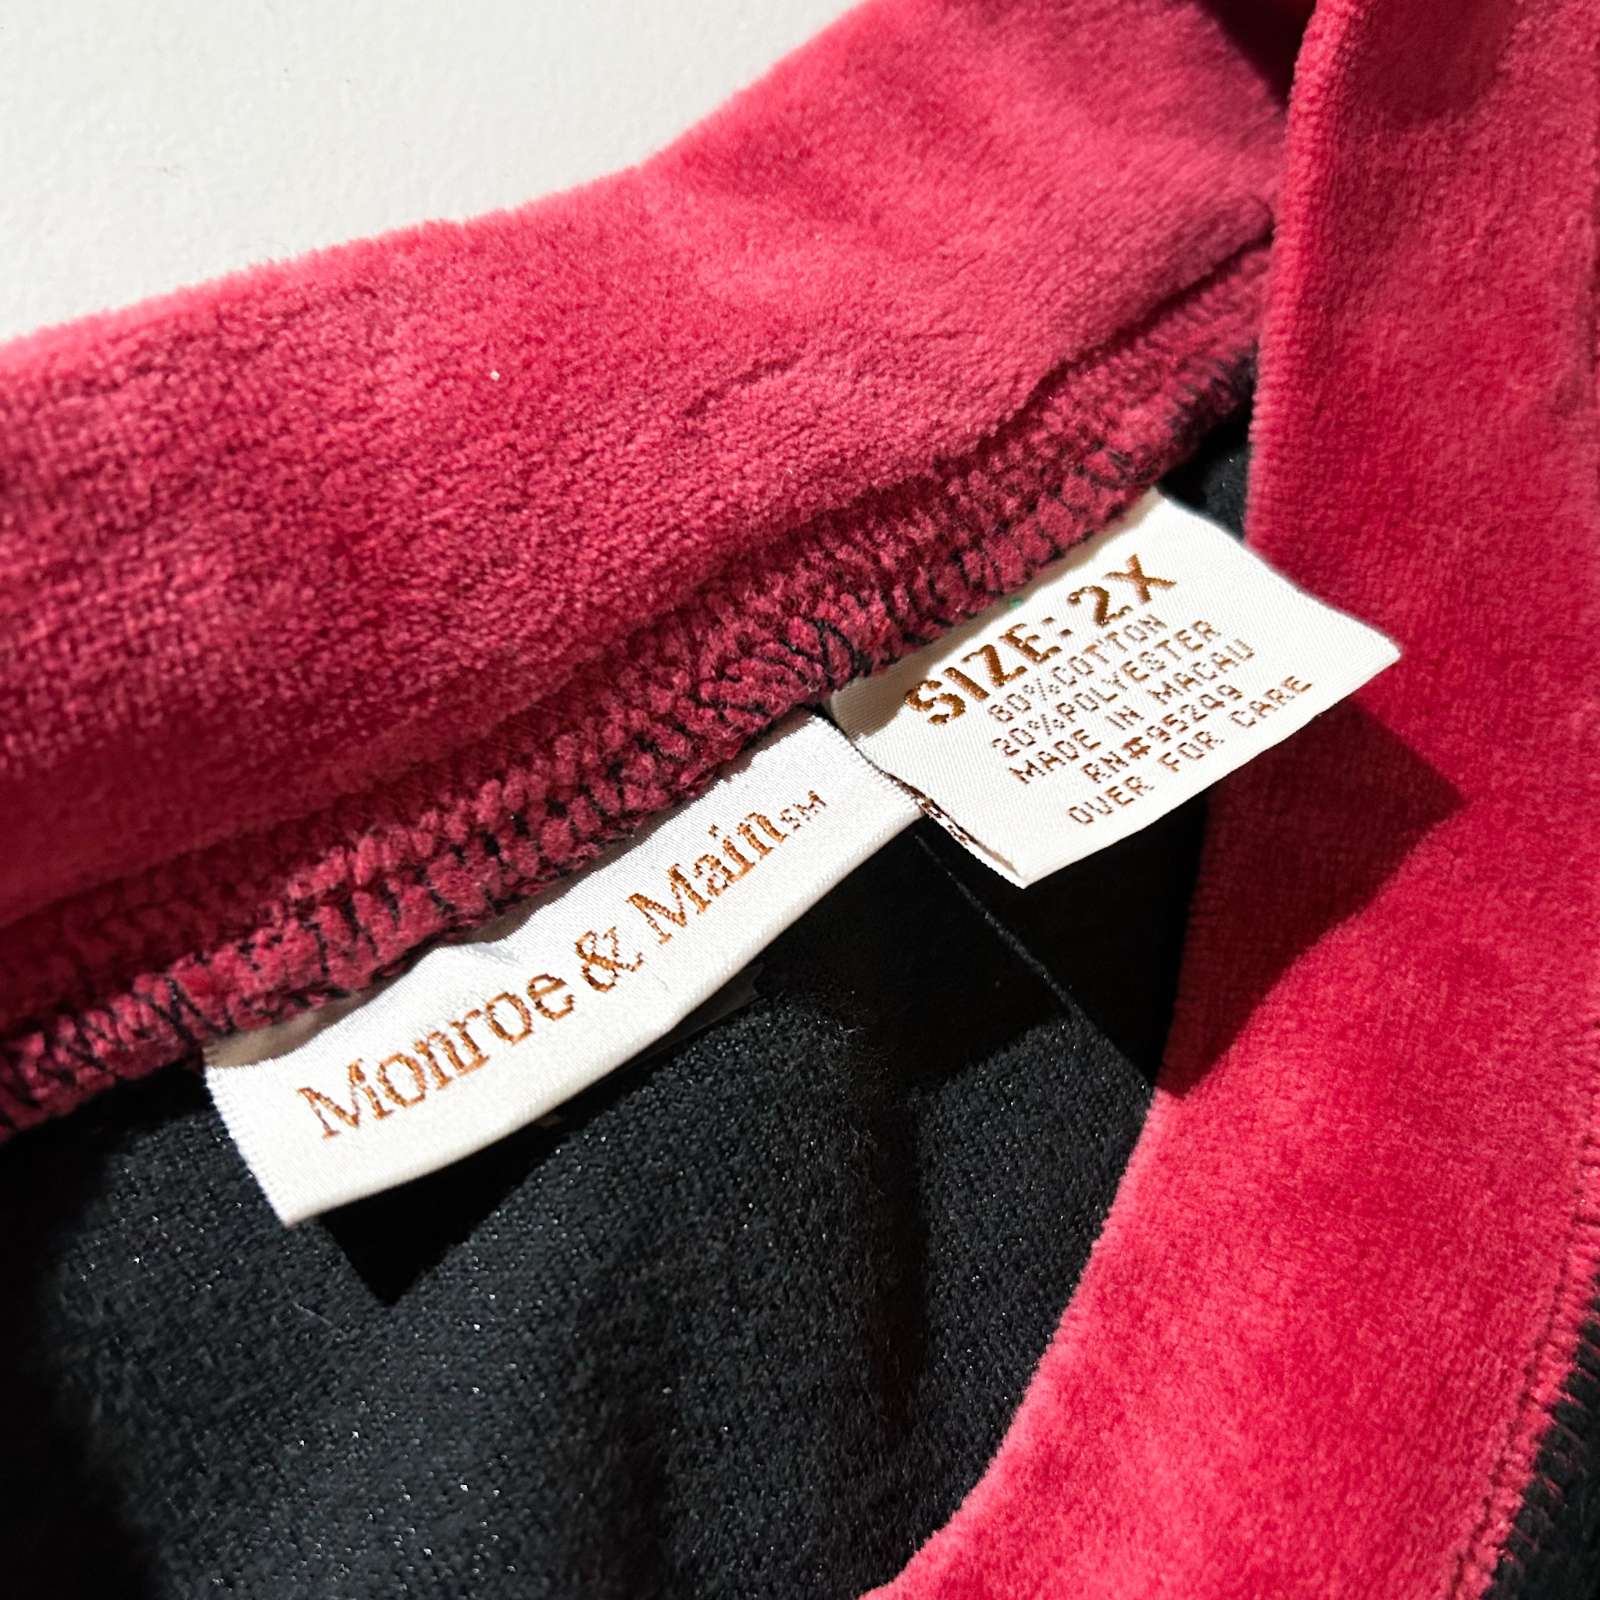 Monroe & Main SM
SIZE: 2X
80%COTTON
20%POLYESTER
MADE IN MACAU
RN#95249
OVER FOR CARE